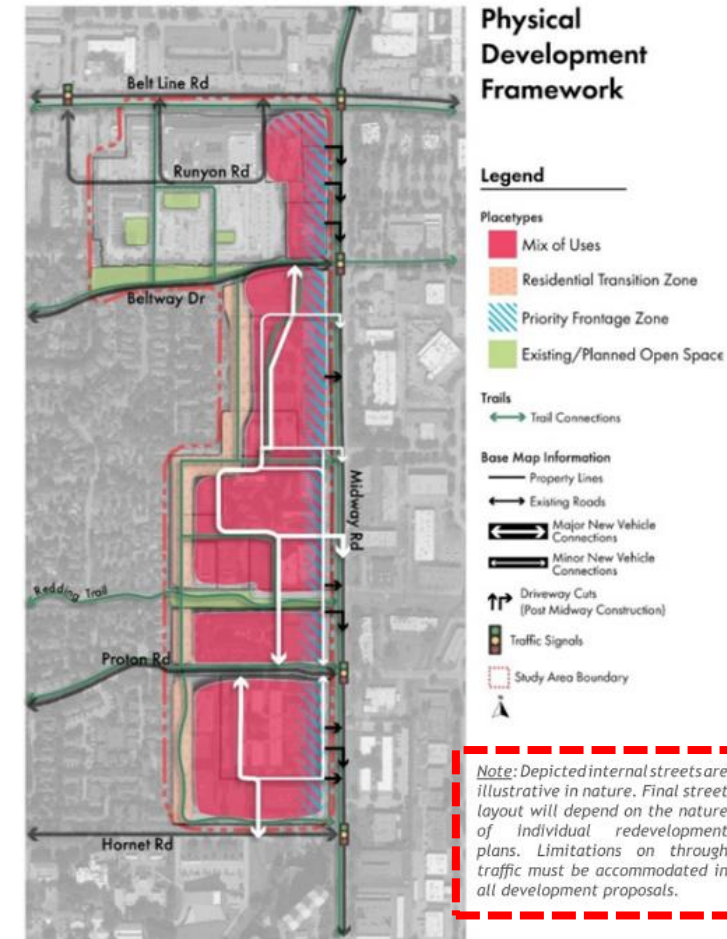 Physical
Development
Framework
Belt Line Rd
Runyon Rd
Beltway Dr
Midway Rd
Redding Trail
Proton Rd
Hornet Rd
Legend
Placetypes
Mix of Uses
Residential Transition Zone
Priority Frontage Zone
Existing/Planned Open Space
Trails
Trail Connections
Base Map Information
Property Lines
Existing Roads
Major New Vehicle
Connections
Minor New Vehicle
Connections
Driveway Cuts
(Post Midway Construction)
Traffic Signals
Study Area Boundary
Note: Depicted internal streets are
illustrative in nature. Final street
layout will depend on the nature
of individual redevelopment
plans. Limitations on through
traffic must be accommodated in
all development proposals.